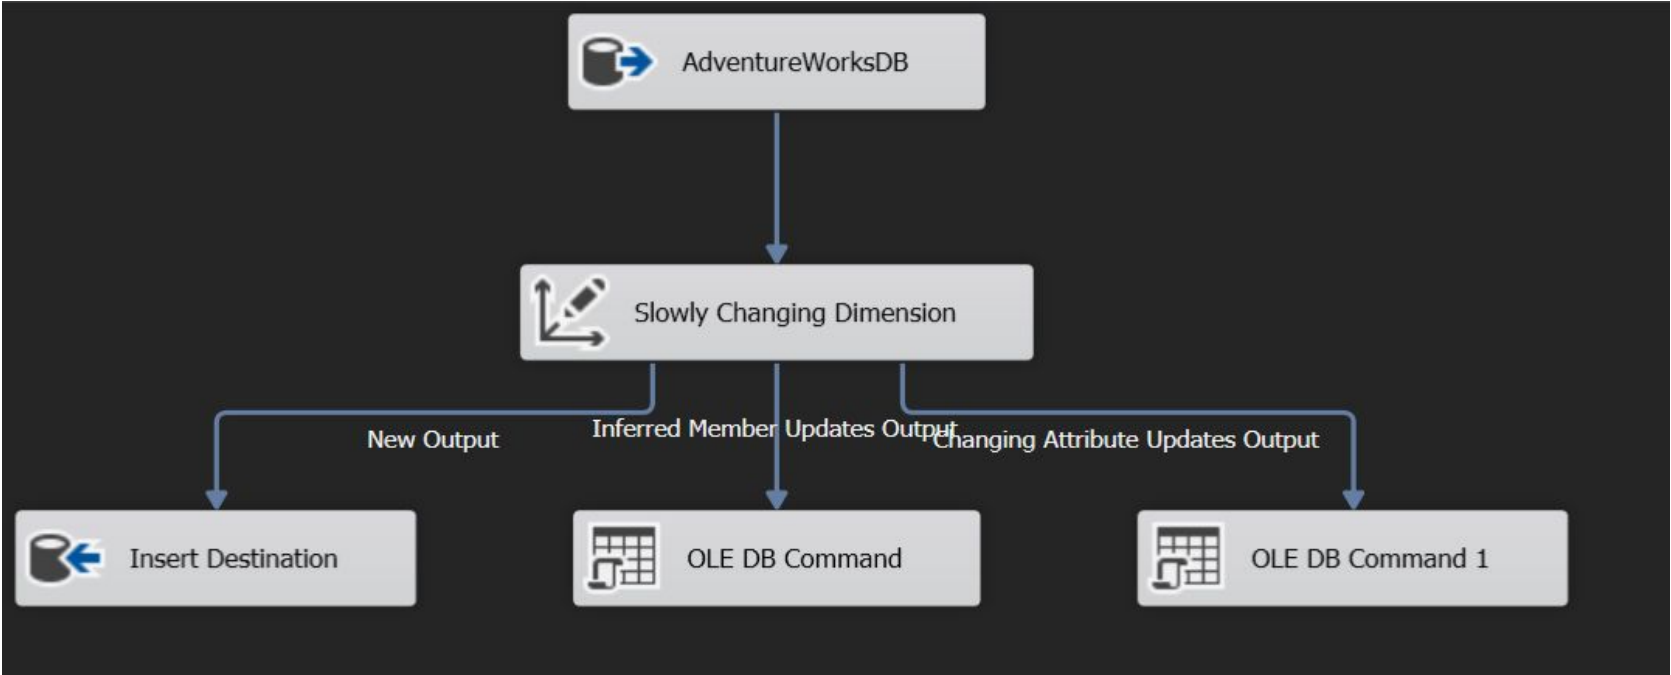 AdventureWorksDB
Slowly Changing Dimension
New Output
Inferred Member Updates Output
Changing Attribute Updates Output
Insert Destination
OLE DB Command
OLE DB Command 1